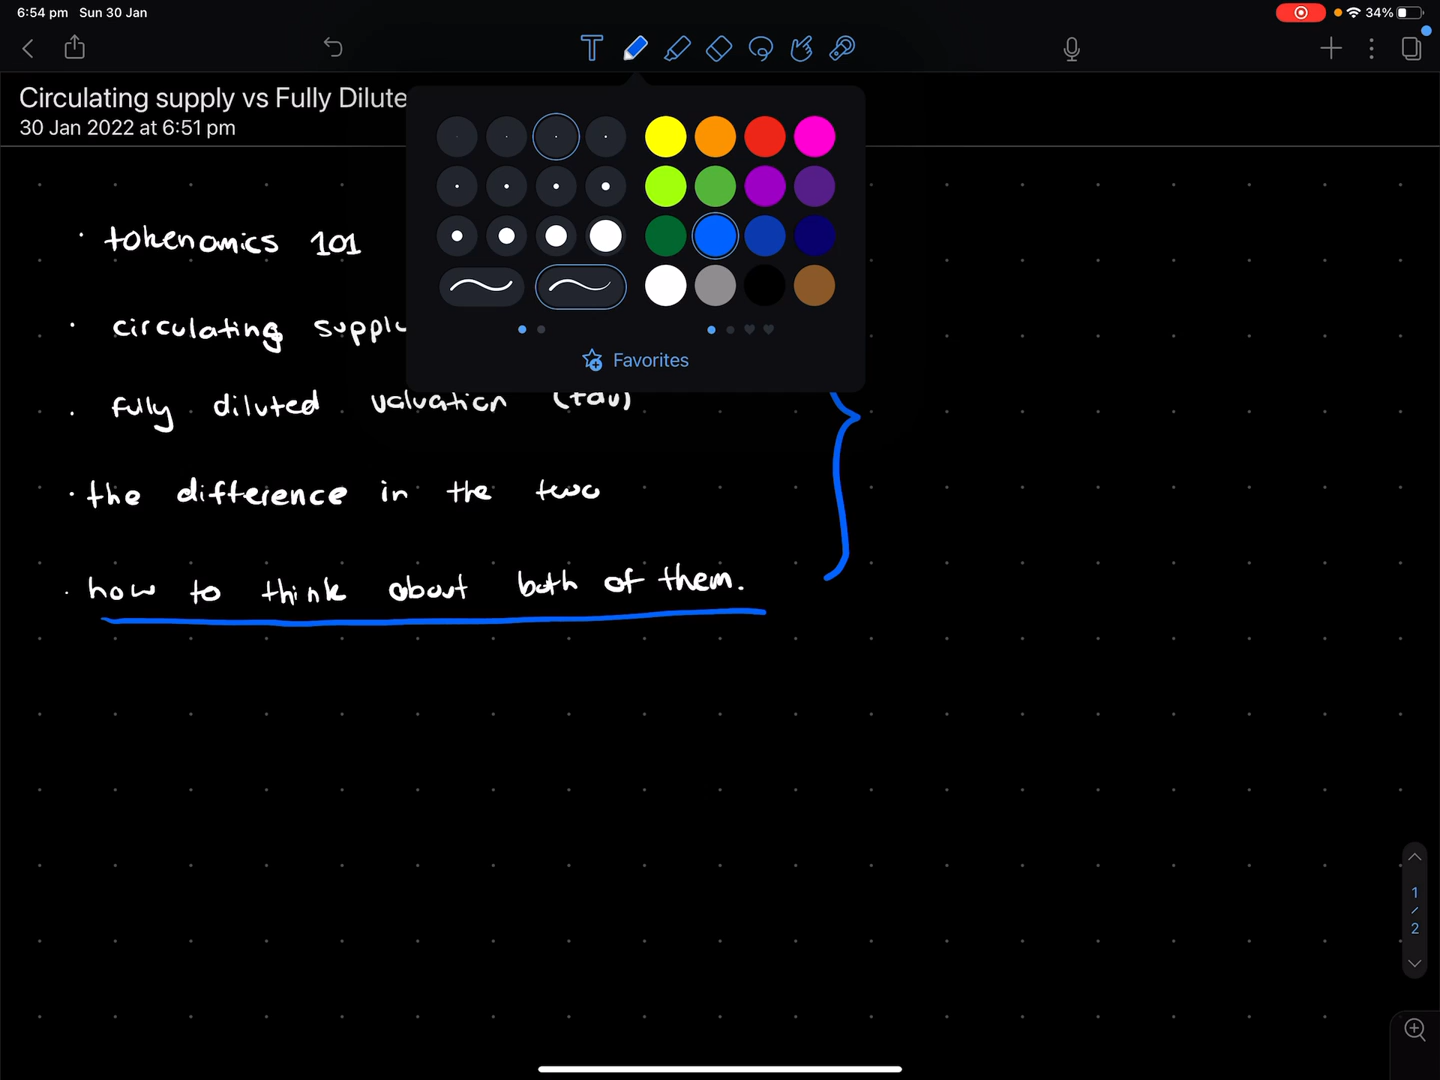 6:54 pm Sun 30 Jan
34%
Circulating supply vs Fully Dilute
30 Jan 2022 at 6:51 pm
• tokenomics 101
• circulating supply
Favorites
• fully diluted valuation (fdv)
• the difference in the two
• how to think about both of them.
1
/
2